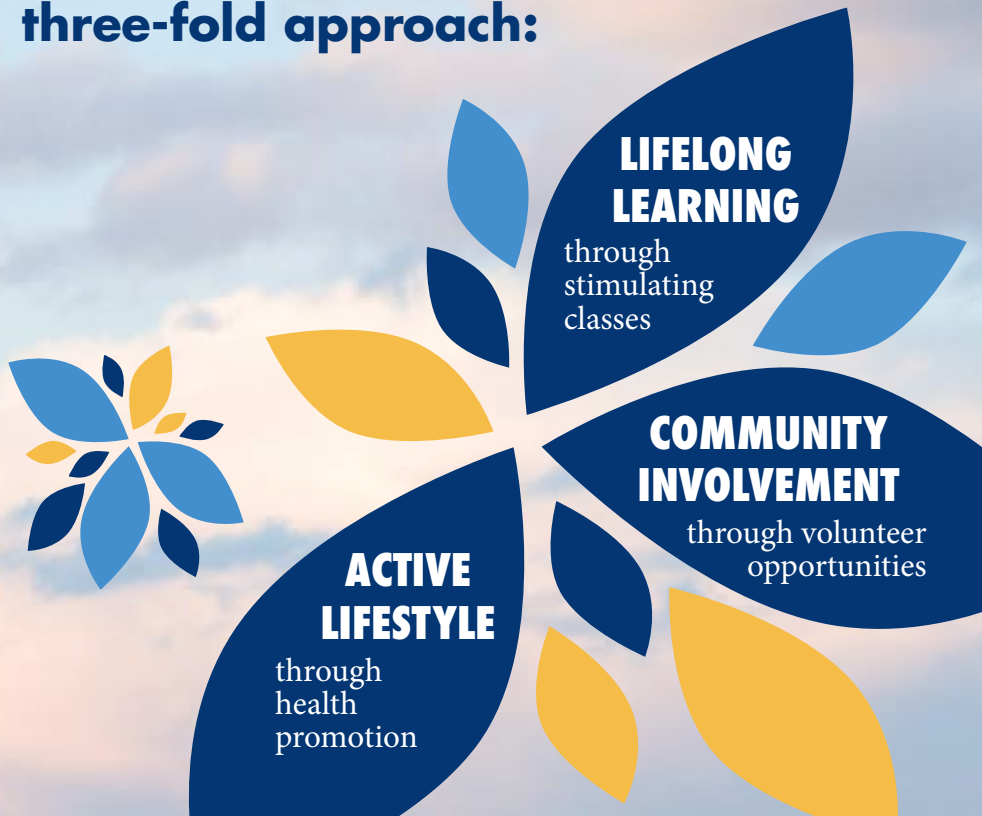 three-fold approach:
LIFELONG
LEARNING
through
stimulating
classes
COMMUNITY
INVOLVEMENT
through volunteer
opportunities
ACTIVE
LIFESTYLE
through
health
promotion